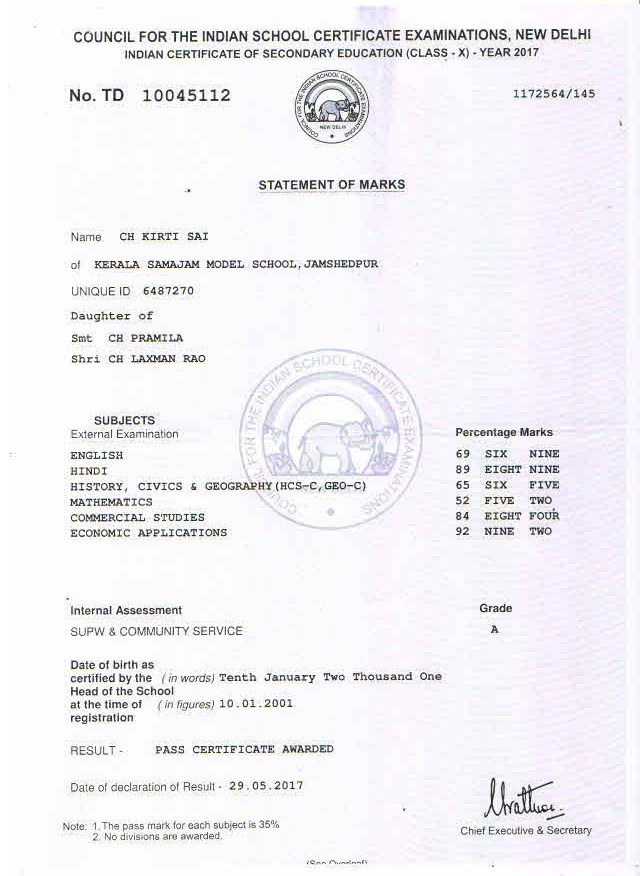 COUNCIL FOR THE INDIAN SCHOOL CERTIFICATE EXAMINATIONS, NEW DELHI
INDIAN CERTIFICATE OF SECONDARY EDUCATION (CLASS - X) - YEAR 2017
No. TD 10045112
1172564/145
COUNCIL FOR THE INDIAN SCHOOL CERTIFICATE EXAMINATIONS
NEW DELHI
STATEMENT OF MARKS
Name CH KIRTI SAI
of KERALA SAMAJAM MODEL SCHOOL,JAMSHEDPUR
UNIQUE ID 6487270
Daughter of
Smt CH PRAMILA
Shri CH LAXMAN RAO
COUNCIL FOR THE INDIAN SCHOOL CERTIFICATE EXAMINATIONS
SUBJECTS
External Examination Percentage Marks
ENGLISH 69 SIX NINE
HINDI 89 EIGHT NINE
HISTORY, CIVICS & GEOGRAPHY(HCS-C,GEO-C) 65 SIX FIVE
MATHEMATICS 52 FIVE TWO
COMMERCIAL STUDIES 84 EIGHT FOUR
ECONOMIC APPLICATIONS 92 NINE TWO
Internal Assessment Grade
SUPW & COMMUNITY SERVICE A
Date of birth as
certified by the (in words) Tenth January Two Thousand One
Head of the School
at the time of (in figures) 10.01.2001
registration
RESULT - PASS CERTIFICATE AWARDED
Date of declaration of Result - 29.05.2017
Chief Executive & Secretary
Note: 1. The pass mark for each subject is 35%
2. No divisions are awarded.